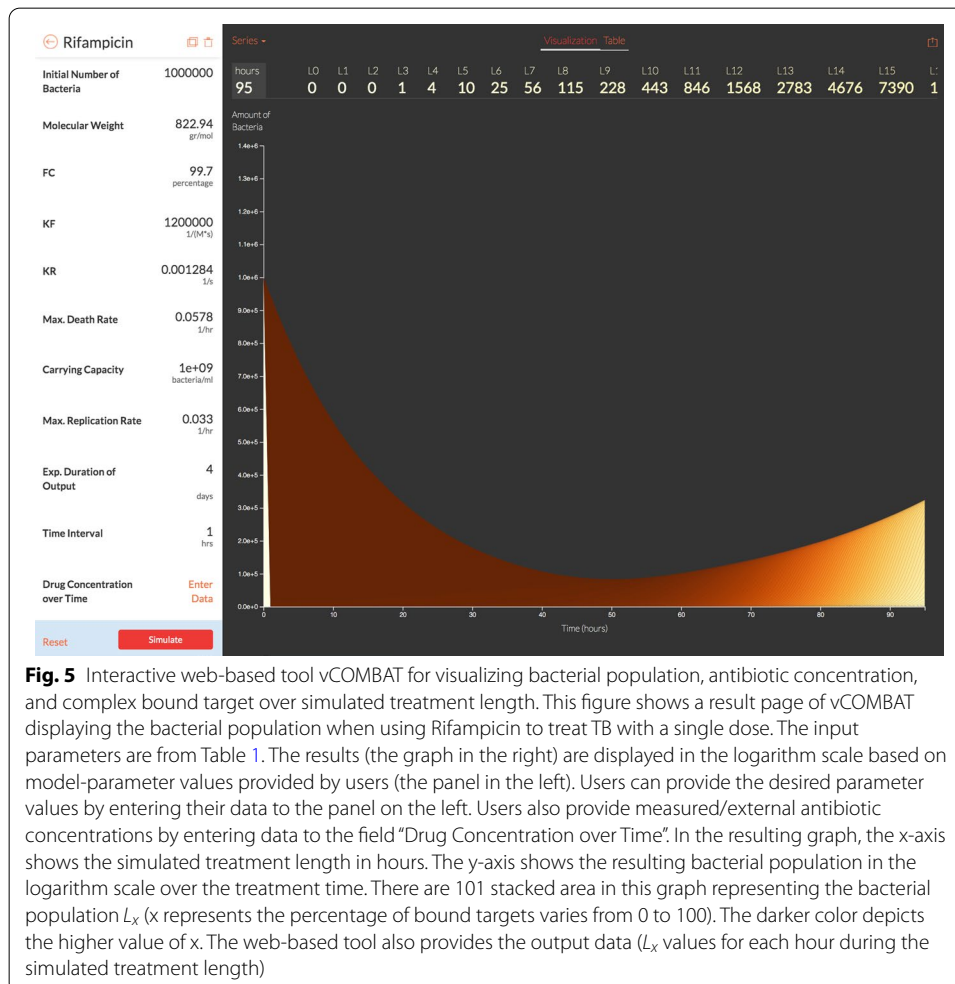 Rifampicin
Initial Number of
Bacteria
1000000
Molecular Weight
822.94
gr/mol
FC
99.7
percentage
KF
1200000
1/(M*s)
KR
0.001284
1/s
Max. Death Rate
0.0578
1/hr
Carrying Capacity
1e+09
bacteria/ml
Max. Replication Rate
0.033
1/hr
Exp. Duration of
Output
4
days
Time Interval
1
hrs
Drug Concentration
over Time
Enter
Data
Reset
Simulate
Series
Visualization Table
hours L0 L1 L2 L3 L4 L5 L6 L7 L8 L9 L10 L11 L12 L13 L14 L15
95 0 0 0 1 4 10 25 56 115 228 443 846 1568 2783 4676 7390 1
Amount of
Bacteria
1.4e+6
1.3e+6
1.2e+6
1.1e+6
1.0e+6
9.0e+5
8.0e+5
7.0e+5
6.0e+5
5.0e+5
4.0e+5
3.0e+5
2.0e+5
1.0e+5
0.0e+0
0 10 20 30 40 50 60 70 80 90
Time (hours)
Fig. 5 Interactive web-based tool vCOMBAT for visualizing bacterial population, antibiotic concentration,
and complex bound target over simulated treatment length. This figure shows a result page of vCOMBAT
displaying the bacterial population when using Rifampicin to treat TB with a single dose. The input
parameters are from Table 1. The results (the graph in the right) are displayed in the logarithm scale based on
model-parameter values provided by users (the panel in the left). Users can provide the desired parameter
values by entering their data to the panel on the left. Users also provide measured/external antibiotic
concentrations by entering data to the field "Drug Concentration over Time". In the resulting graph, the x-axis
shows the simulated treatment length in hours. The y-axis shows the resulting bacterial population in the
logarithm scale over the treatment time. There are 101 stacked area in this graph representing the bacterial
population Lx (x represents the percentage of bound targets varies from 0 to 100). The darker color depicts
the higher value of x. The web-based tool also provides the output data (Lx values for each hour during the
simulated treatment length)